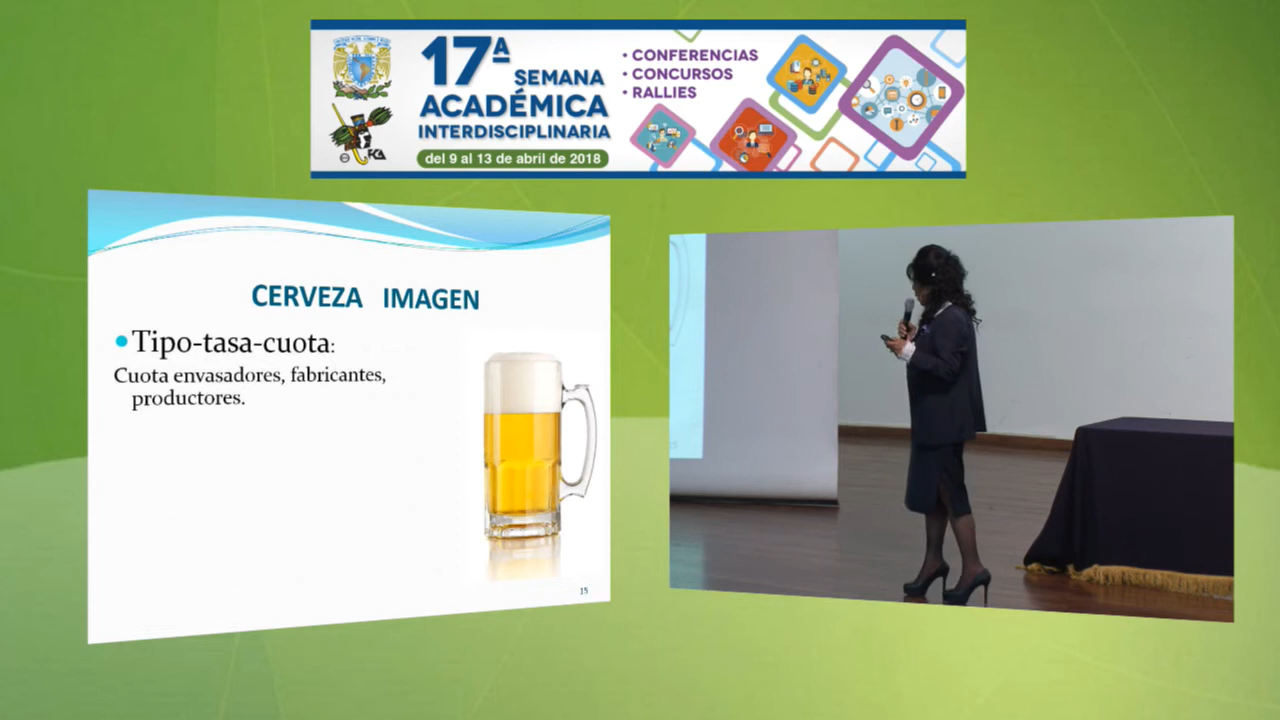 17ª
SEMANA
ACADÉMICA
INTERDISCIPLINARIA
del 9 al 13 de abril de 2018
• CONFERENCIAS
• CONCURSOS
• RALLIES
FCA
CERVEZA IMAGEN
• Tipo-tasa-cuota:
Cuota envasadores, fabricantes,
productores.
15